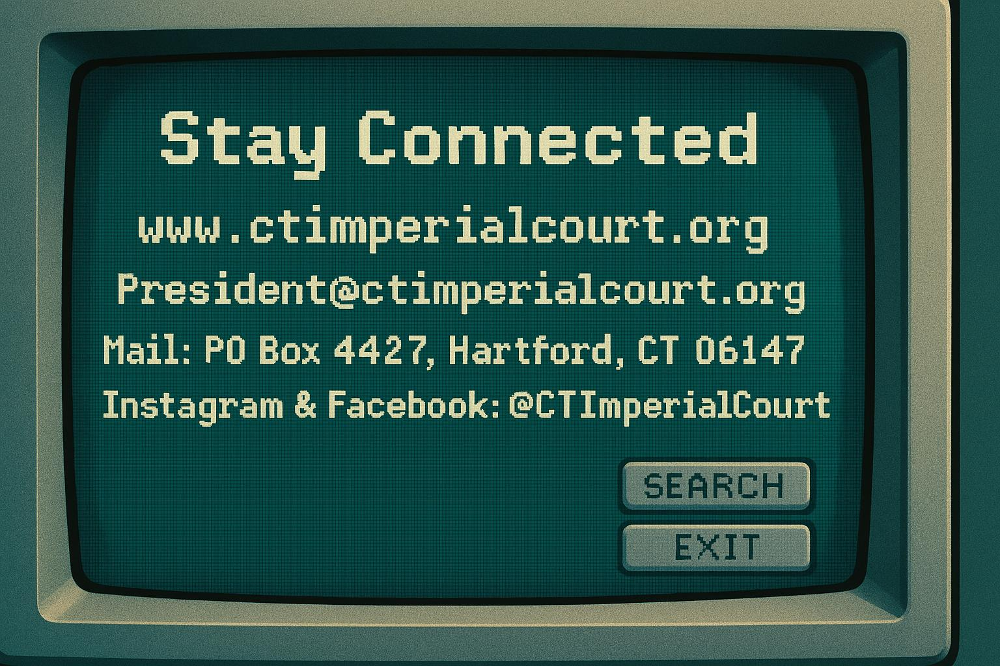 Stay Connected
www.ctimperialcourt.org
President@ctimperialcourt.org
Mail: PO Box 4427, Hartford, CT 06147
Instagram & Facebook: @CTImperialCourt
SEARCH
EXIT